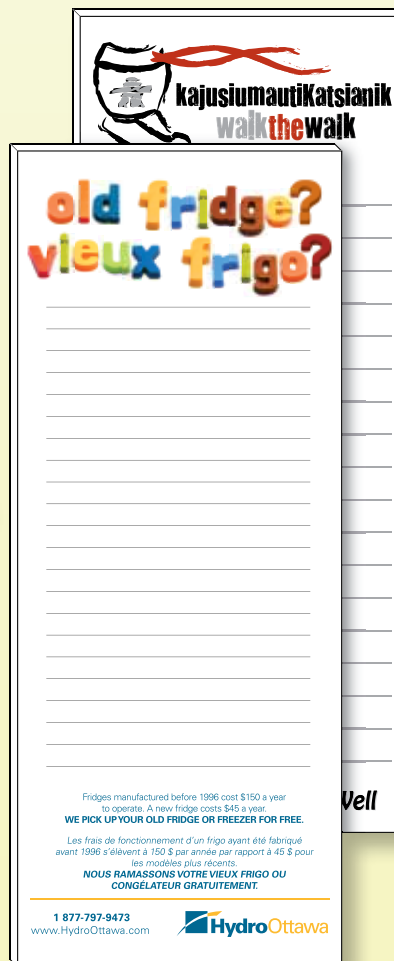 kajusiumautiKatsianik
walkthewalk
old fridge?
vieux frigo?
Fridges manufactured before 1996 cost $150 a year
to operate. A new fridge costs $45 a year.
WE PICK UP YOUR OLD FRIDGE OR FREEZER FOR FREE.
Les frais de fonctionnement d'un frigo ayant été fabriqué
avant 1996 s'élèvent à 150 $ par année par rapport à 45 $ pour
les modèles plus récents.
NOUS RAMASSONS VOTRE VIEUX FRIGO OU
CONGÉLATEUR GRATUITEMENT.
1 877-797-9473
www.HydroOttawa.com
HydroOttawa